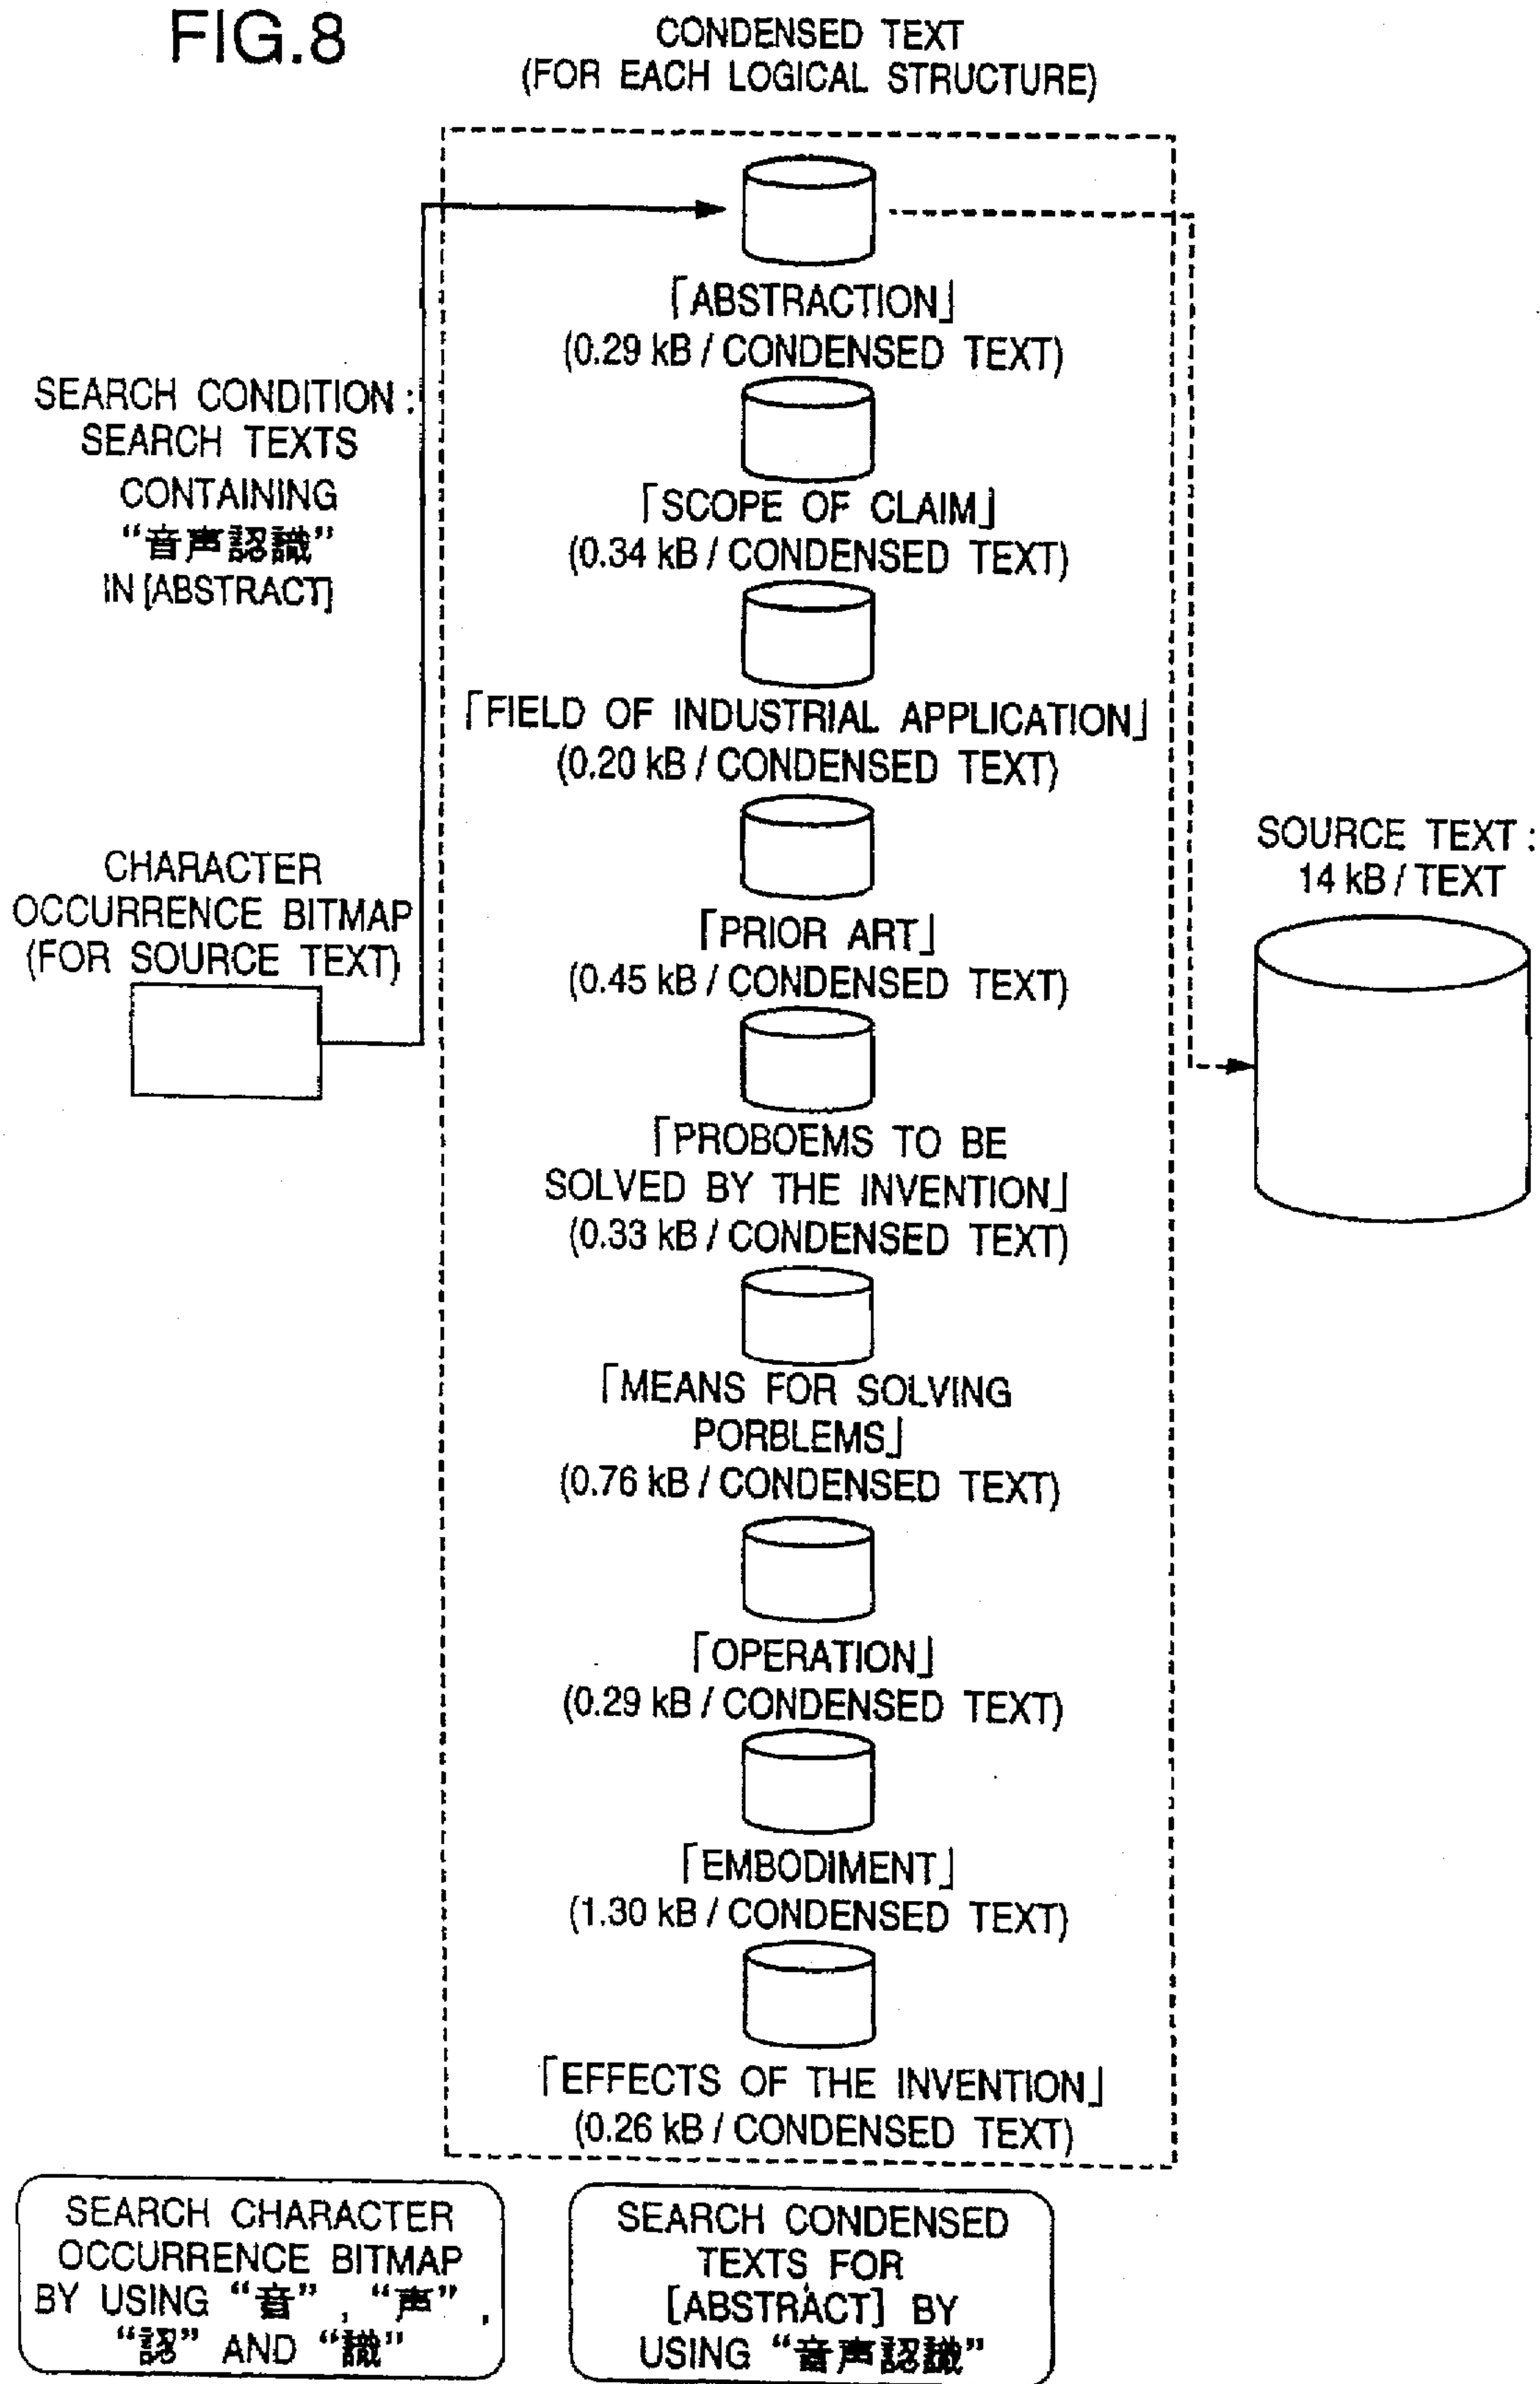 FIG.8
CONDENSED TEXT
(FOR EACH LOGICAL STRUCTURE)
「ABSTRACTION」
(0.29 kB / CONDENSED TEXT)
SEARCH CONDITION :
SEARCH TEXTS
CONTAINING
“音声認識”
IN [ABSTRACT]
「SCOPE OF CLAIM」
(0.34 kB / CONDENSED TEXT)
「FIELD OF INDUSTRIAL APPLICATION」
(0.20 kB / CONDENSED TEXT)
CHARACTER
OCCURRENCE BITMAP
(FOR SOURCE TEXT)
SOURCE TEXT :
14 kB / TEXT
「PRIOR ART」
(0.45 kB / CONDENSED TEXT)
「PROBOEMS TO BE
SOLVED BY THE INVENTION」
(0.33 kB / CONDENSED TEXT)
「MEANS FOR SOLVING
PORBLEMS」
(0.76 kB / CONDENSED TEXT)
「OPERATION」
(0.29 kB / CONDENSED TEXT)
「EMBODIMENT」
(1.30 kB / CONDENSED TEXT)
「EFFECTS OF THE INVENTION」
(0.26 kB / CONDENSED TEXT)
SEARCH CHARACTER
OCCURRENCE BITMAP
BY USING “音”, “声”,
“認” AND “識”
SEARCH CONDENSED
TEXTS FOR
[ABSTRACT] BY
USING “音声認識”